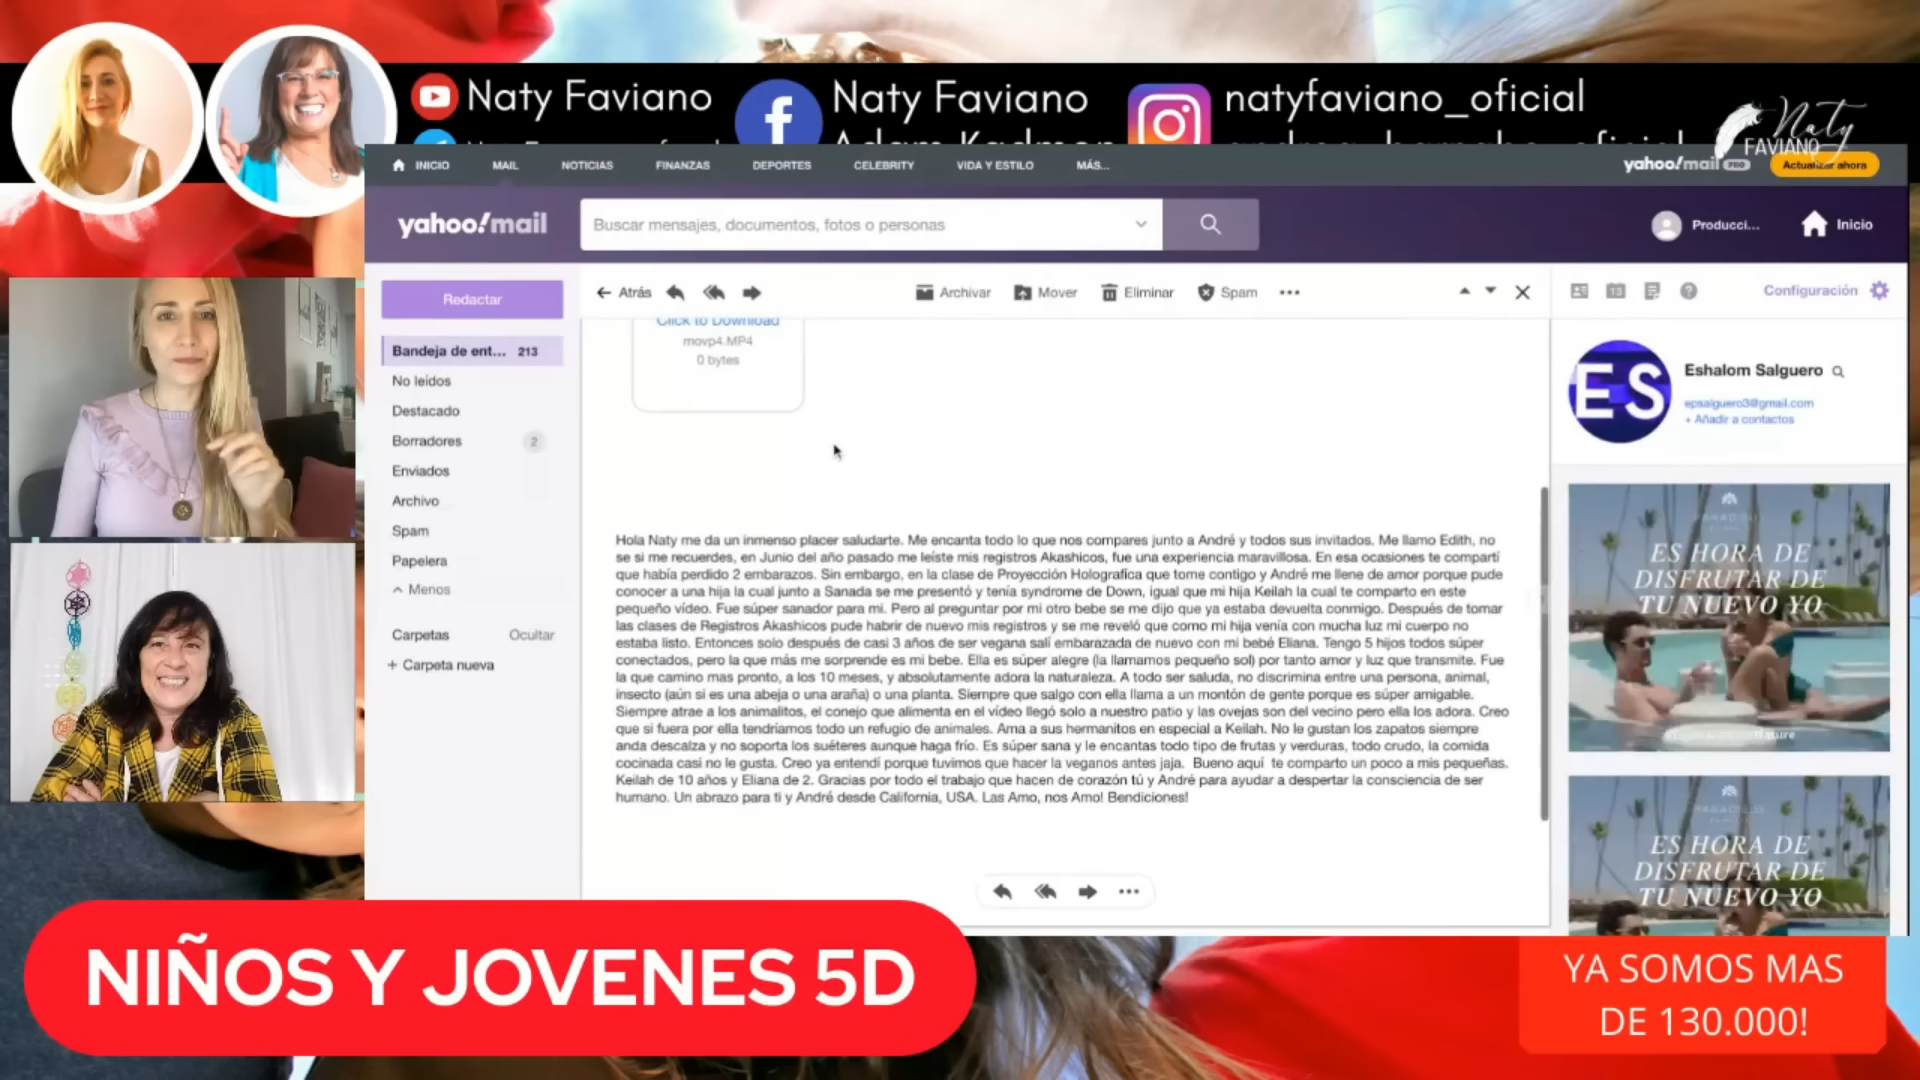 Naty Faviano
Naty Faviano
natyfaviano_oficial
Naty
FAVIANO
INICIO
MAIL
NOTICIAS
FINANZAS
DEPORTES
CELEBRITY
VIDA Y ESTILO
MÁS...
yahoo!mail PRO
Actualizar ahora
yahoo!mail
Buscar mensajes, documentos, fotos o personas
Producci...
Inicio
Redactar
Atrás
Archivar
Mover
Eliminar
Spam
Configuración
Bandeja de ent... 213
No leídos
Destacado
Borradores 2
Enviados
Archivo
Spam
Papelera
Menos
Carpetas Ocultar
+ Carpeta nueva
Click to Download
movp4.MP4
0 bytes
Hola Naty me da un inmenso placer saludarte. Me encanta todo lo que nos compares junto a André y todos sus invitados. Me llamo Edith, no
se si me recuerdes, en Junio del año pasado me leíste mis registros Akashicos, fue una experiencia maravillosa. En esa ocasiones te compartí
que había perdido 2 embarazos. Sin embargo, en la clase de Proyección Holografíca que tome contigo y André me llene de amor porque pude
conocer a una hija la cual junto a Sanada se me presentó y tenía syndrome de Down, igual que mi hija Keilah la cual te comparto en este
pequeño vídeo. Fue súper sanador para mi. Pero al preguntar por mi otro bebe se me dijo que ya estaba devuelta conmigo. Después de tomar
las clases de Registros Akashicos pude habrir de nuevo mis registros y se me reveló que como mi hija venía con mucha luz mi cuerpo no
estaba listo. Entonces solo después de casi 3 años de ser vegana salí embarazada de nuevo con mi bebé Eliana. Tengo 5 hijos todos súper
conectados, pero la que más me sorprende es mi bebe. Ella es súper alegre (la llamamos pequeño sol) por tanto amor y luz que transmite. Fue
la que camino mas pronto, a los 10 meses, y absolutamente adora la naturaleza. A todo ser saluda, no discrimina entre una persona, animal,
insecto (aún si es una abeja o una araña) o una planta. Siempre que salgo con ella llama a un montón de gente porque es súper amigable.
Siempre atrae a los animalitos, el conejo que alimenta en el vídeo llegó solo a nuestro patio y las ovejas son del vecino pero ella los adora. Creo
que si fuera por ella tendríamos todo un refugio de animales. Ama a sus hermanitos en especial a Keilah. No le gustan los zapatos siempre
anda descalza y no soporta los suéteres aunque haga frío. Es súper sana y le encantas todo tipo de frutas y verduras, todo crudo, la comida
cocinada casi no le gusta. Creo ya entendí porque tuvimos que hacer la veganos antes jaja. Bueno aquí te comparto un poco a mis pequeñas.
Keilah de 10 años y Eliana de 2. Gracias por todo el trabajo que hacen de corazón tú y André para ayudar a despertar la consciencia de ser
humano. Un abrazo para ti y André desde California, USA. Las Amo, nos Amo! Bendiciones!
ES
Eshalom Salguero
epsalguero3@gmail.com
+ Añadir a contactos
ES HORA DE
DISFRUTAR DE
TU NUEVO YO
ES HORA DE
DISFRUTAR DE
TU NUEVO YO
NIÑOS Y JOVENES 5D
YA SOMOS MAS
DE 130.000!